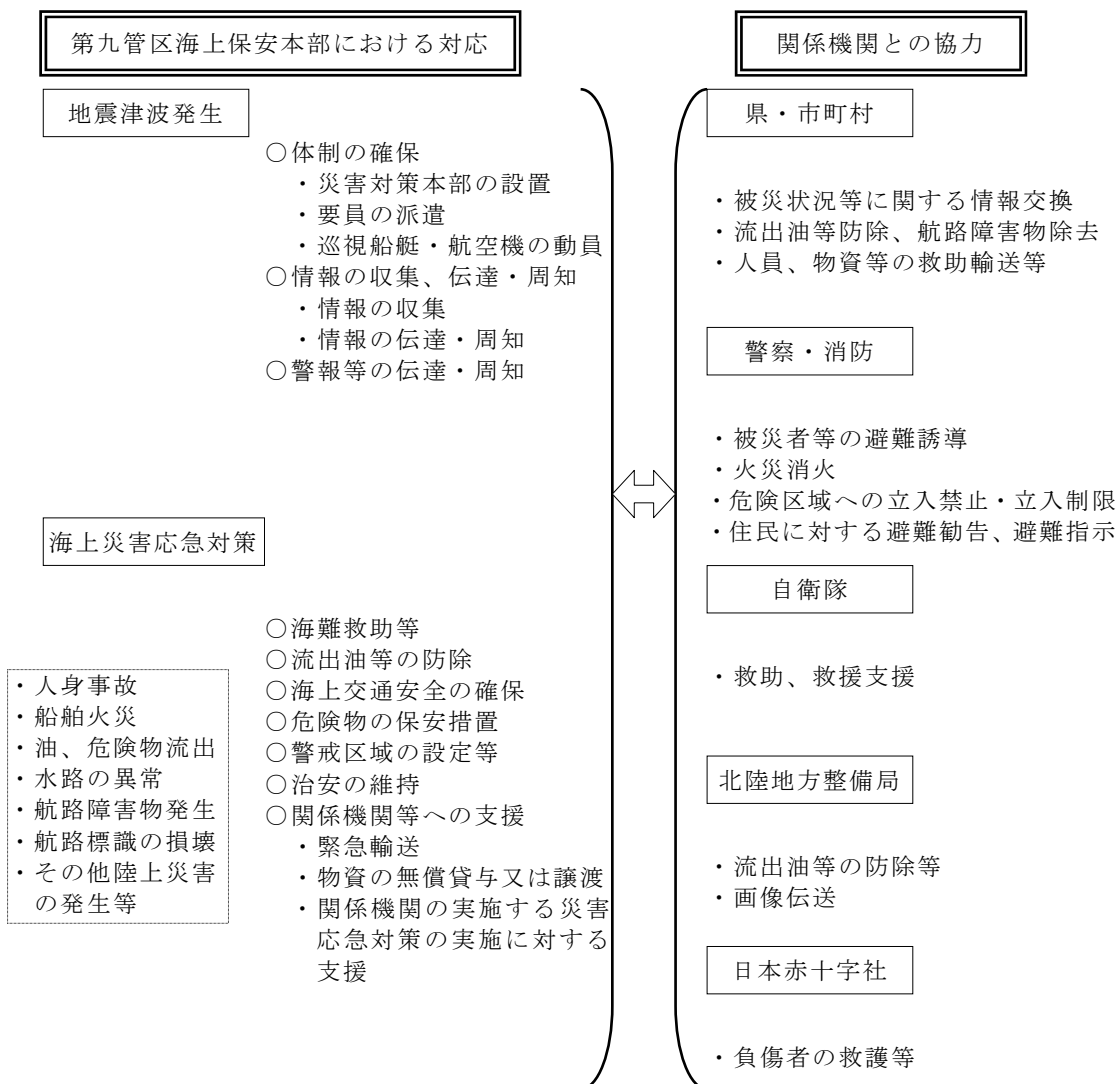 第九管区海上保安本部における対応
地震津波発生
○体制の確保
・災害対策本部の設置
・要員の派遣
・巡視船艇・航空機の動員
○情報の収集、伝達・周知
・情報の収集
・情報の伝達・周知
○警報等の伝達・周知
海上災害応急対策
・人身事故
・船舶火災
・油、危険物流出
・水路の異常
・航路障害物発生
・航路標識の損壊
・その他陸上災害
の発生等
○海難救助等
○流出油等の防除
○海上交通安全の確保
○危険物の保安措置
○警戒区域の設定等
○治安の維持
○関係機関等への支援
・緊急輸送
・物資の無償貸与又は譲渡
・関係機関の実施する災害
応急対策の実施に対する
支援
関係機関との協力
県・市町村
・被災状況等に関する情報交換
・流出油等防除、航路障害物除去
・人員、物資等の救助輸送等
警察・消防
・被災者等の避難誘導
・火災消火
・危険区域への立入禁止・立入制限
・住民に対する避難勧告、避難指示
自衛隊
・救助、救援支援
北陸地方整備局
・流出油等の防除等
・画像伝送
日本赤十字社
・負傷者の救護等